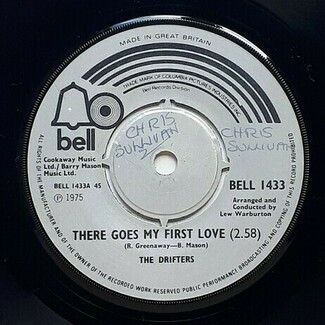 MADE IN GREAT BRITAIN
TRADE MARK OF COLUMBIA PICTURES INDUSTRIES INC.
Bell Records Division
bell
CHRIS
SULLIVAN
CHRIS
SULLIVAN
Cookaway Music
Ltd./ Barry Mason
Music Ltd.
BELL 1433A 45
Ⓟ 1975
BELL 1433
Arranged and
Conducted by
Lew Warburton
THERE GOES MY FIRST LOVE (2.58)
(R. Greenaway—B. Mason)
THE DRIFTERS
ALL RIGHTS OF THE MANUFACTURER AND OF THE OWNER OF THE RECORDED WORK RESERVED PUBLIC PERFORMANCE BROADCASTING AND COPYING OF THIS RECORD PROHIBITED